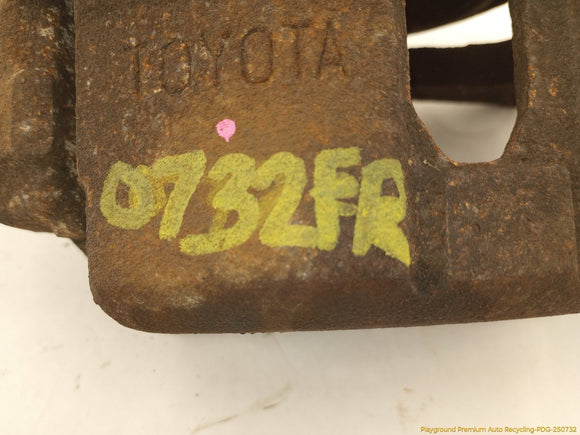 TOYOTA
0732FR
Playground Premium Auto Recycling-PDG-250732